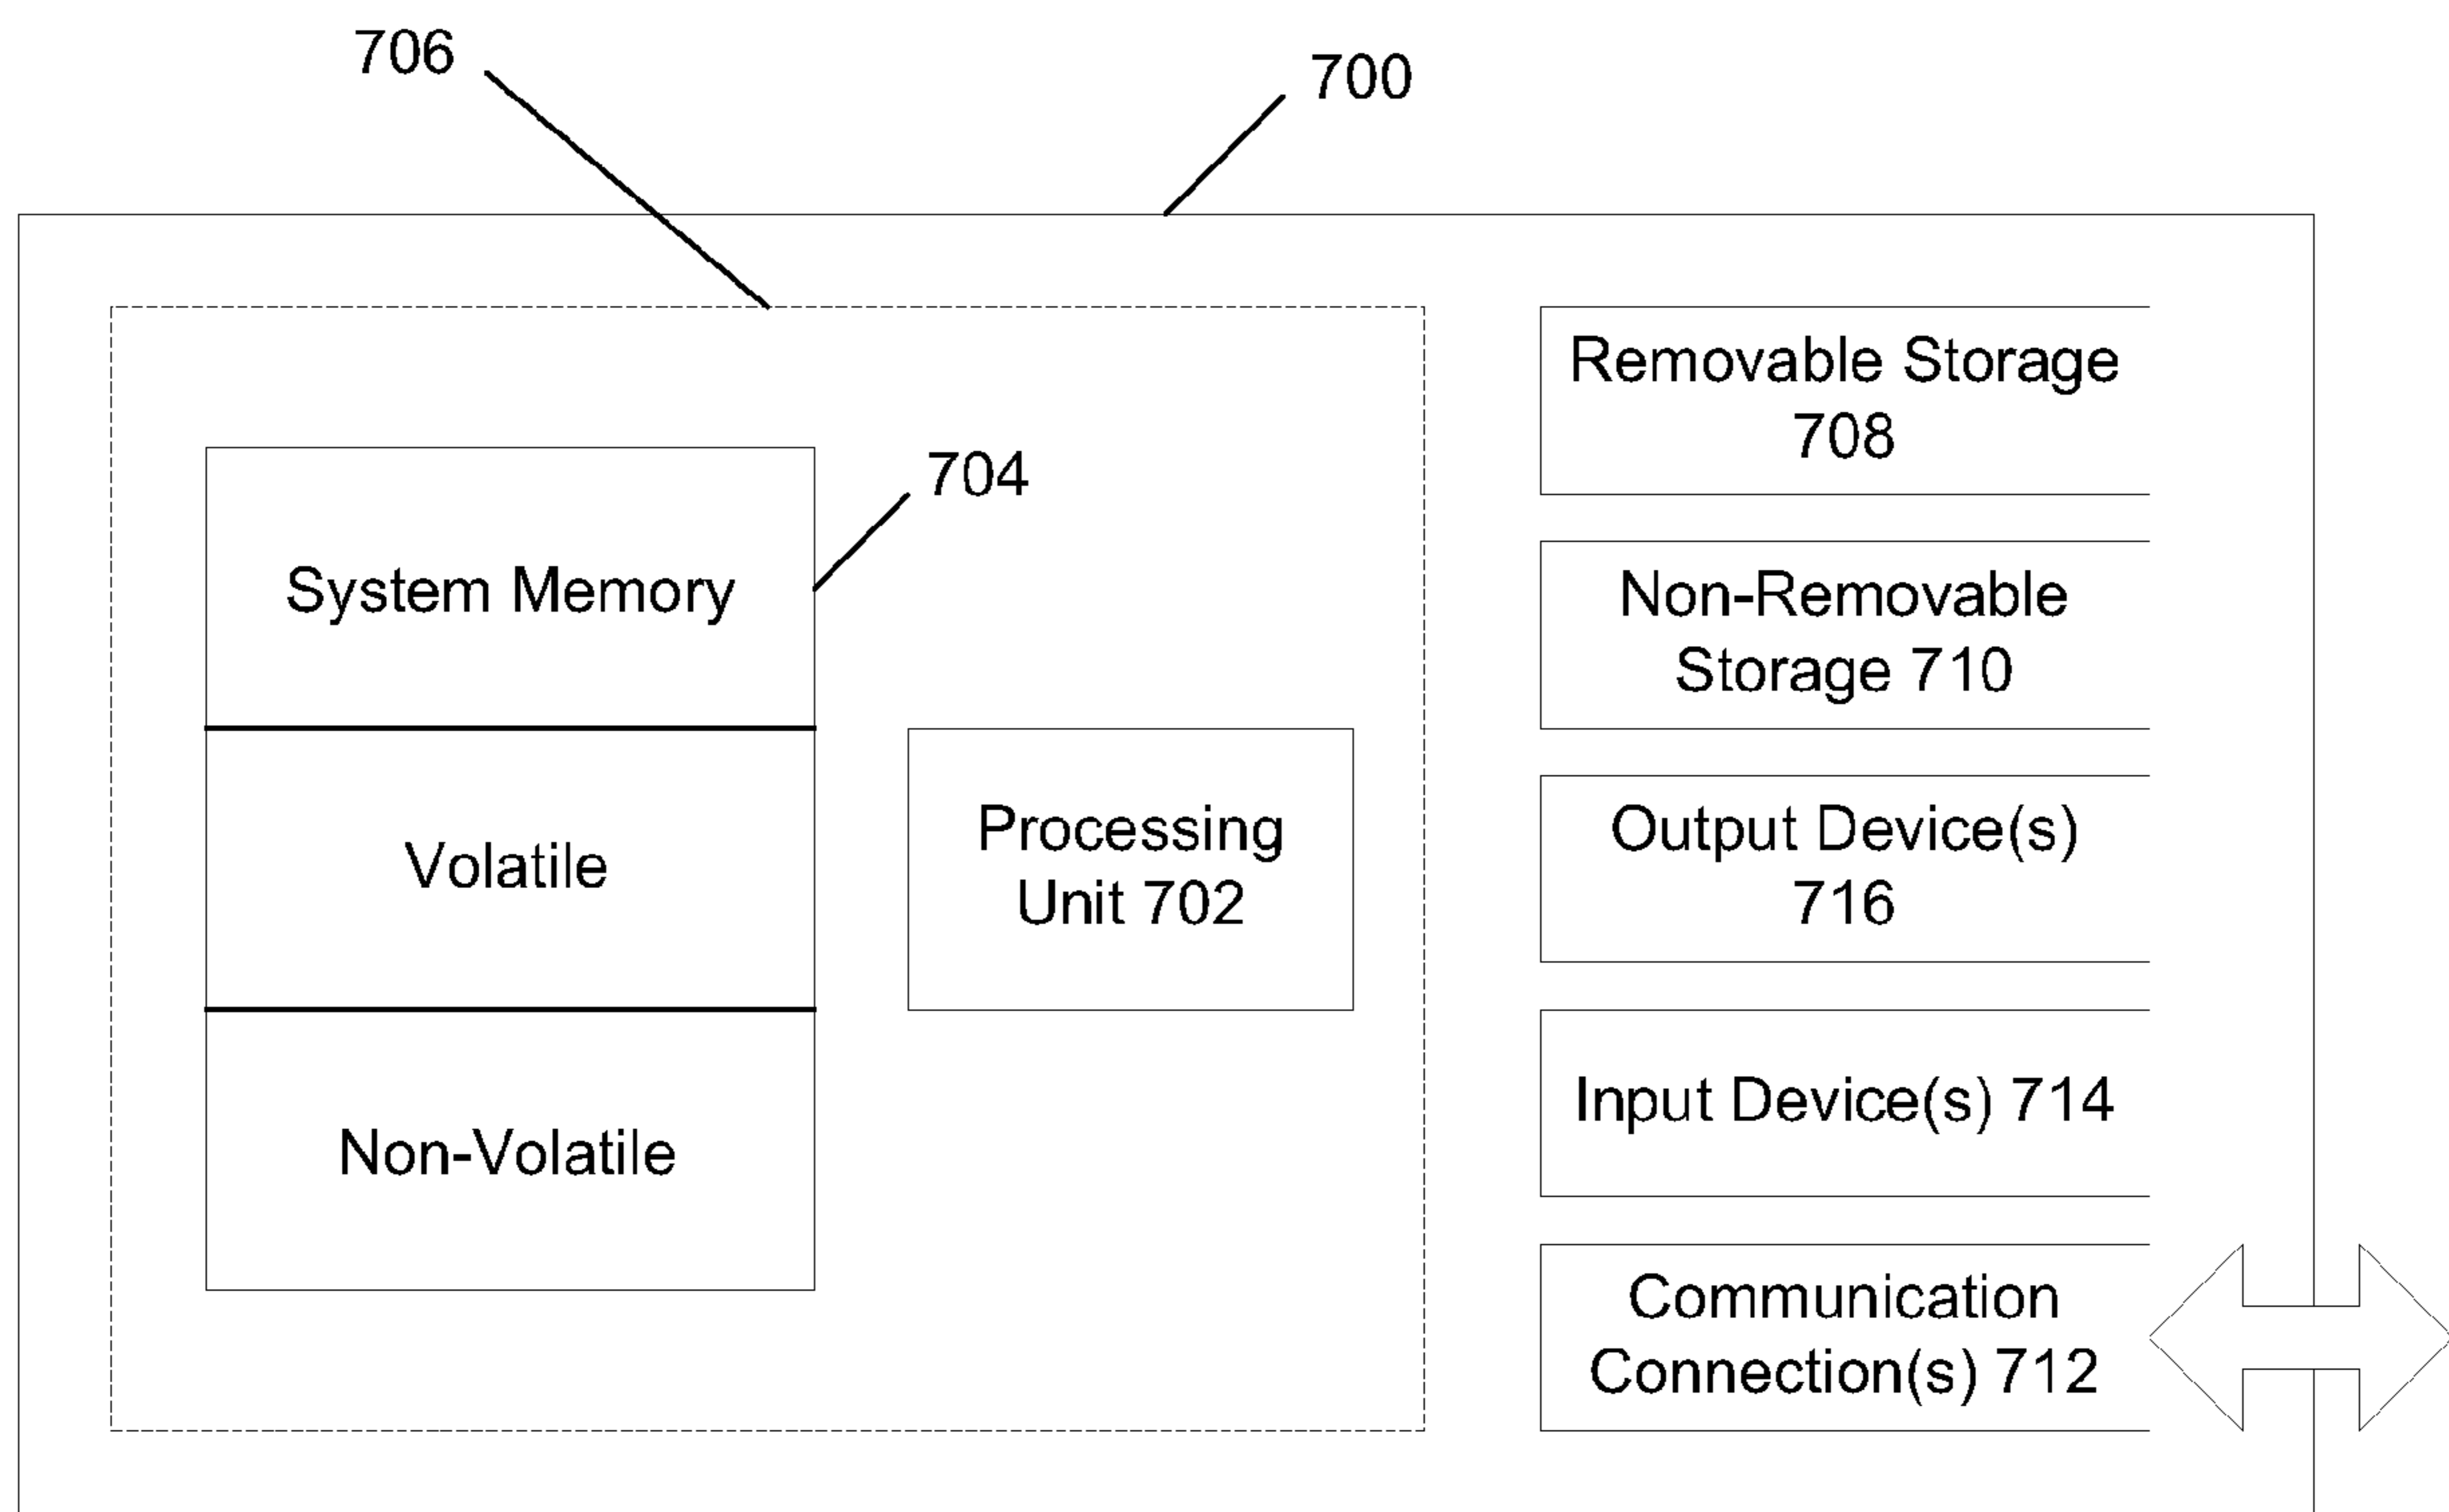 706
700
Removable Storage
708
704
System Memory
Non-Removable
Storage 710
Volatile
Processing
Unit 702
Output Device(s)
716
Non-Volatile
Input Device(s) 714
Communication
Connection(s) 712